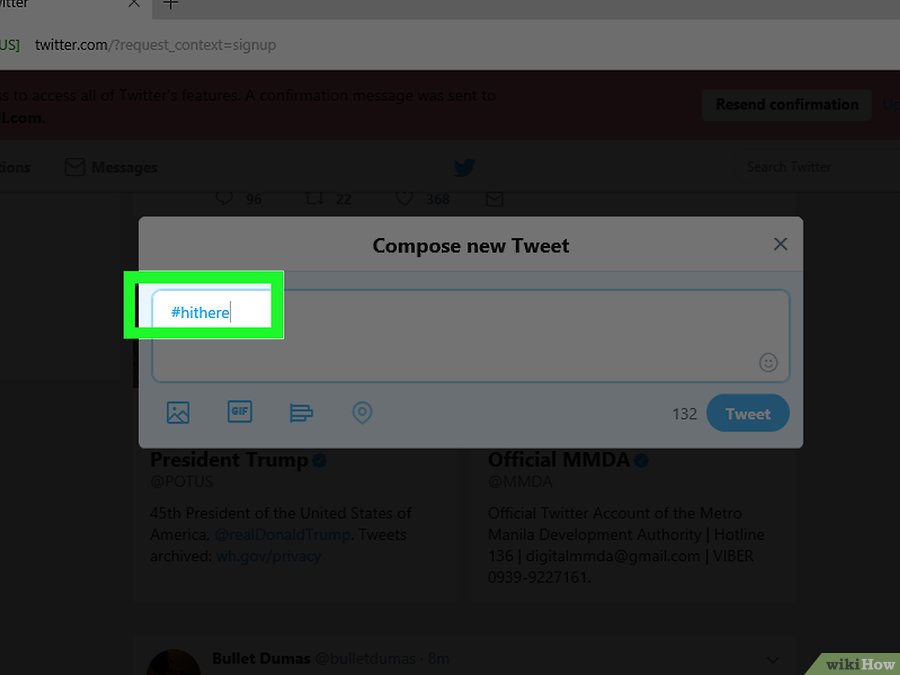 itter
US] twitter.com/?request_context=signup
ss to access all of Twitter's features. A confirmation message was sent to
l.com.
Resend confirmation
Up
tions
Messages
Search Twitter
96 22 368
Compose new Tweet
#hithere
GIF
132
Tweet
President Trump
@POTUS
45th President of the United States of
America, @realDonaldTrump. Tweets
archived: wh.gov/privacy
Official MMDA
@MMDA
Official Twitter Account of the Metro
Manila Development Authority | Hotline
136 | digitalmmda@gmail.com | VIBER
0939-9227161.
Bullet Dumas @bulletdumas · 8m
wikiHow